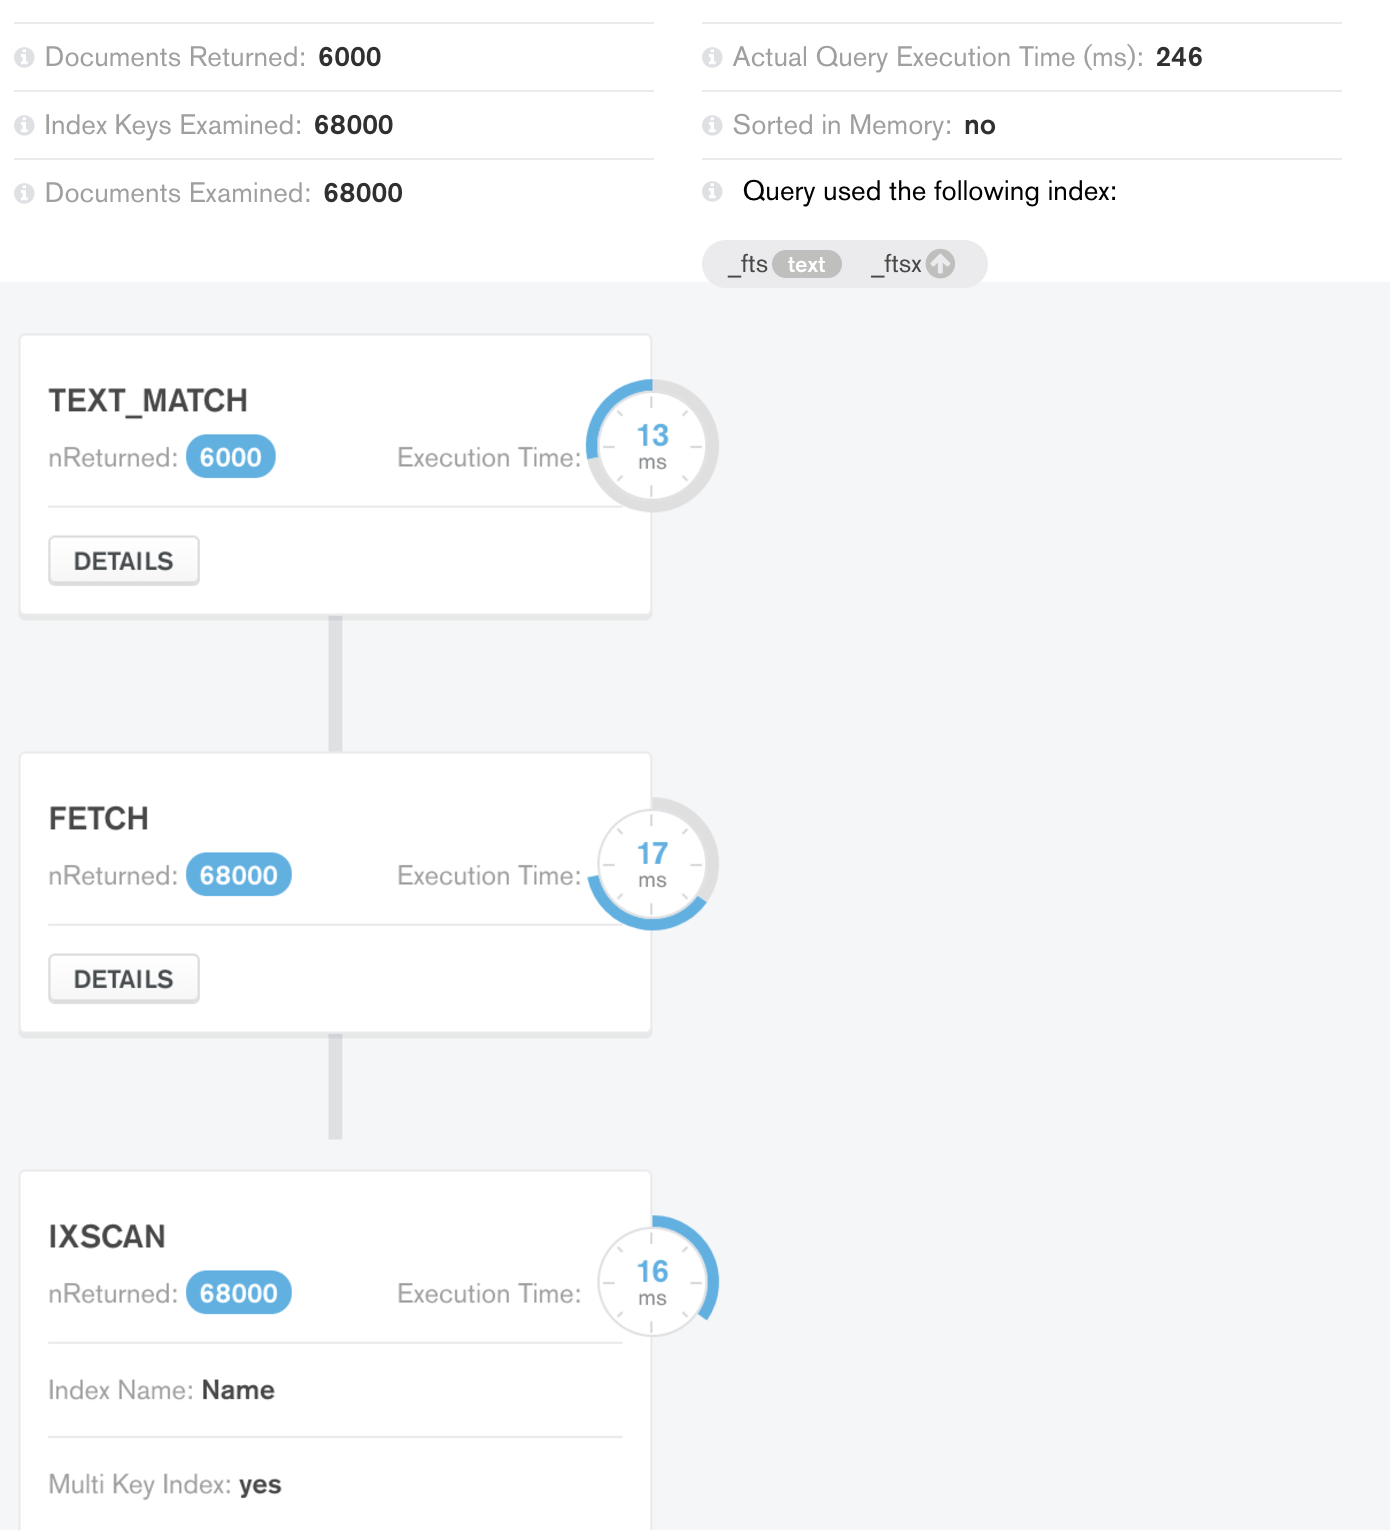 Documents Returned: 6000
Index Keys Examined: 68000
Documents Examined: 68000
Actual Query Execution Time (ms): 246
Sorted in Memory: no
Query used the following index:
_fts text _ftsx
TEXT_MATCH
nReturned: 6000 Execution Time: 13 ms
DETAILS
FETCH
nReturned: 68000 Execution Time: 17 ms
DETAILS
IXSCAN
nReturned: 68000 Execution Time: 16 ms
Index Name: Name
Multi Key Index: yes